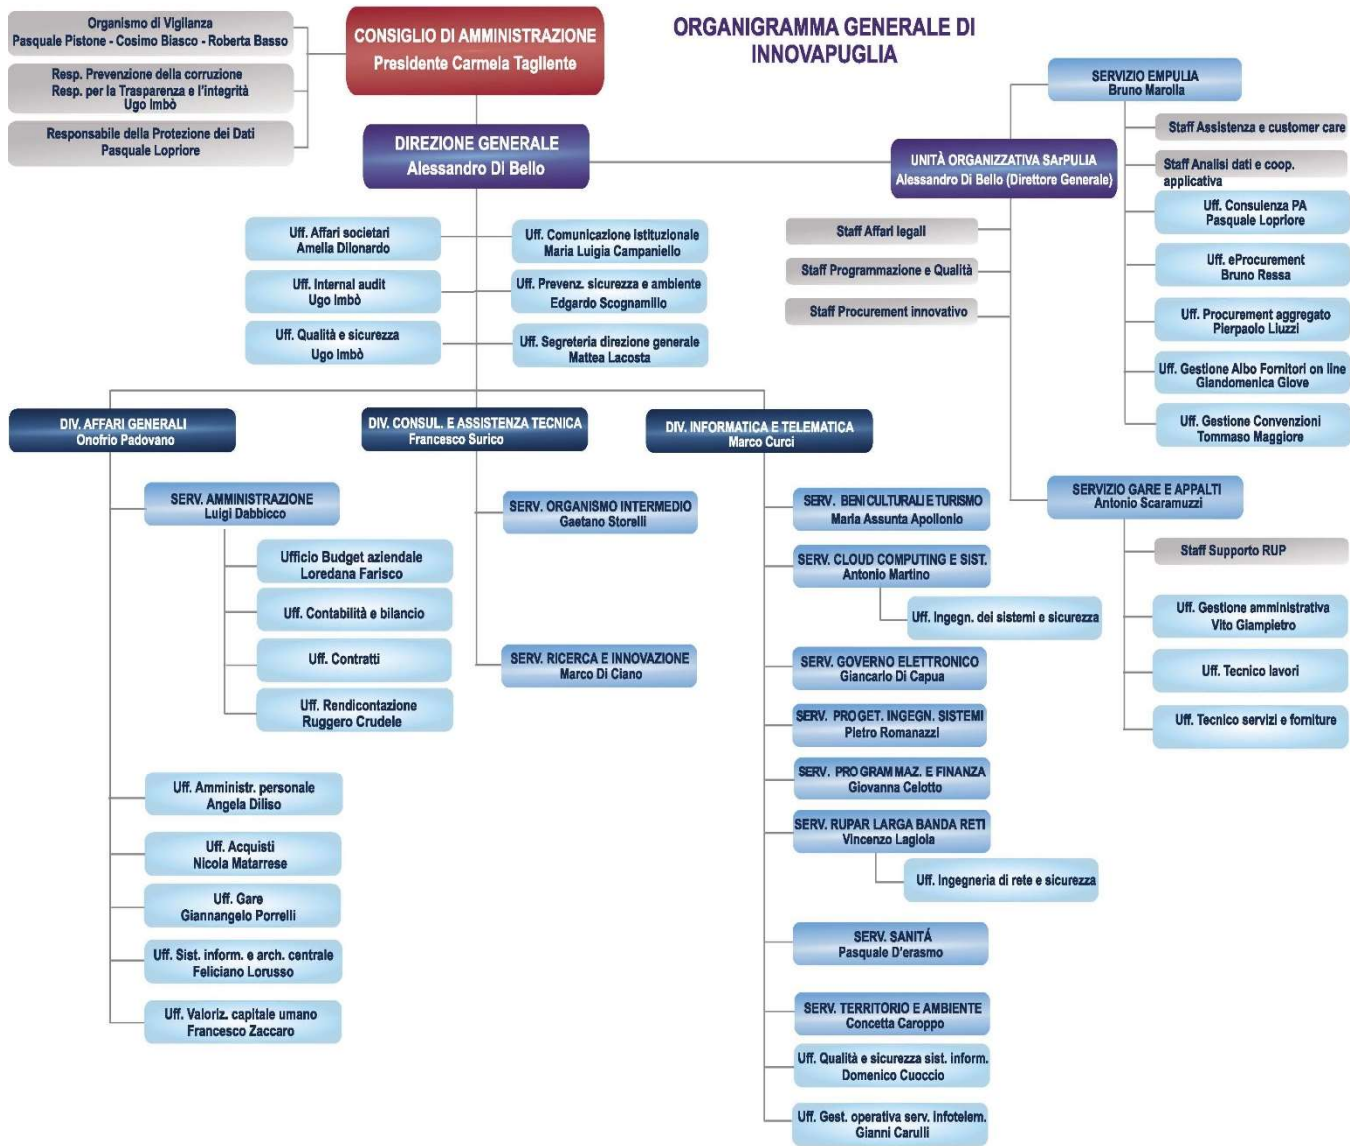 ORGANIGRAMMA GENERALE DI
INNOVAPUGLIA
Organismo di Vigilanza
Pasquale Pistone - Cosimo Biasco - Roberta Basso
Resp. Prevenzione della corruzione
Resp. per la Trasparenza e l'integrità
Ugo Imbò
Responsabile della Protezione dei Dati
Pasquale Lopriore
CONSIGLIO DI AMMINISTRAZIONE
Presidente Carmela Tagliente
DIREZIONE GENERALE
Alessandro Di Bello
Uff. Affari societari
Amelia Dilonardo
Uff. Comunicazione istituzionale
Maria Luigia Campaniello
Uff. Internal audit
Ugo Imbò
Uff. Prevenz. sicurezza e ambiente
Edgardo Scognamillo
Uff. Qualità e sicurezza
Ugo Imbò
Uff. Segreteria direzione generale
Mattea Lacosta
UNITÀ ORGANIZZATIVA SArPULIA
Alessandro Di Bello (Direttore Generale)
Staff Affari legali
Staff Programmazione e Qualità
Staff Procurement innovativo
SERVIZIO EMPULIA
Bruno Marolla
Staff Assistenza e customer care
Staff Analisi dati e coop.
applicativa
Uff. Consulenza PA
Pasquale Lopriore
Uff. eProcurement
Bruno Ressa
Uff. Procurement aggregato
Pierpaolo Liuzzi
Uff. Gestione Albo Fornitori on line
Giandomenica Giove
Uff. Gestione Convenzioni
Tommaso Maggiore
SERVIZIO GARE E APPALTI
Antonio Scaramuzzi
Staff Supporto RUP
Uff. Gestione amministrativa
Vito Giampietro
Uff. Tecnico lavori
Uff. Tecnico servizi e forniture
DIV. AFFARI GENERALI
Onofrio Padovano
SERV. AMMINISTRAZIONE
Luigi Dabbicco
Ufficio Budget aziendale
Loredana Farisco
Uff. Contabilità e bilancio
Uff. Contratti
Uff. Rendicontazione
Ruggero Crudele
Uff. Amministr. personale
Angela Diliso
Uff. Acquisti
Nicola Matarrese
Uff. Gare
Giannangelo Porrelli
Uff. Sist. inform. e arch. centrale
Feliciano Lorusso
Uff. Valoriz. capitale umano
Francesco Zaccaro
DIV. CONSUL. E ASSISTENZA TECNICA
Francesco Surico
SERV. ORGANISMO INTERMEDIO
Gaetano Storelli
SERV. RICERCA E INNOVAZIONE
Marco Di Ciano
DIV. INFORMATICA E TELEMATICA
Marco Curci
SERV. BENI CULTURALI E TURISMO
Maria Assunta Apollonio
SERV. CLOUD COMPUTING E SIST.
Antonio Martino
Uff. Ingegn. dei sistemi e sicurezza
SERV. GOVERNO ELETTRONICO
Giancarlo Di Capua
SERV. PROGET. INGEGN. SISTEMI
Pietro Romanazzi
SERV. PROGRAMMAZ. E FINANZA
Giovanna Celotto
SERV. RUPAR LARGA BANDA RETI
Vincenzo Lagioia
Uff. Ingegneria di rete e sicurezza
SERV. SANITÁ
Pasquale D'erasmo
SERV. TERRITORIO E AMBIENTE
Concetta Caroppo
Uff. Qualità e sicurezza sist. inform.
Domenico Cuoccio
Uff. Gest. operativa serv. infotelem.
Gianni Carulli